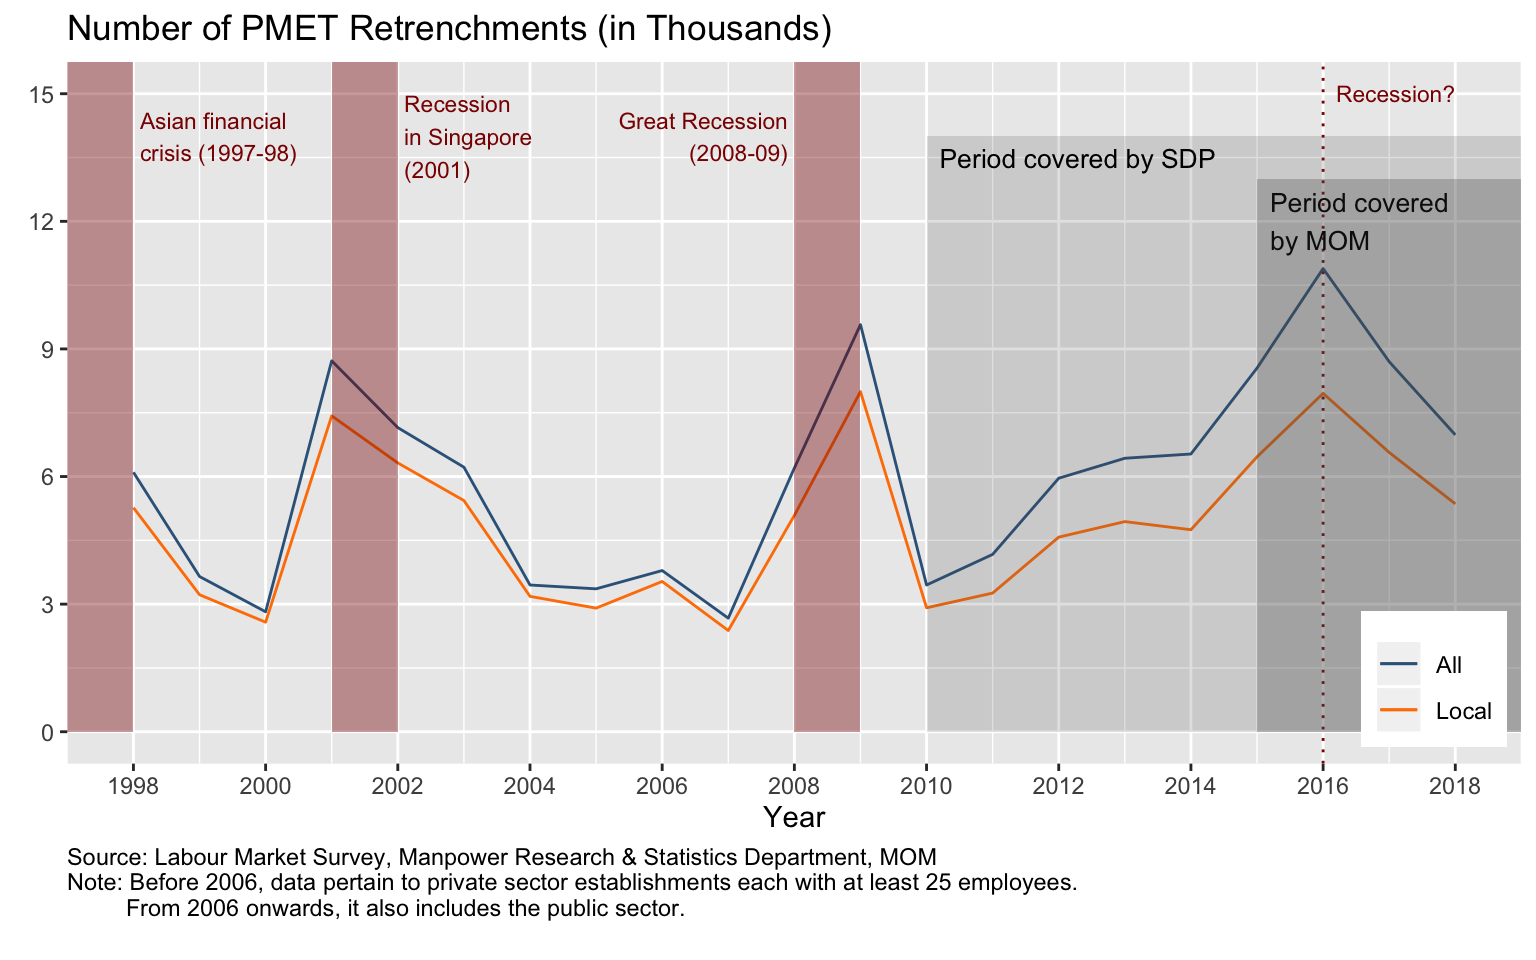 Number of PMET Retrenchments (in Thousands)
15
12
9
6
3
0
Asian financial
crisis (1997-98)
Recession
in Singapore
(2001)
Great Recession
(2008-09)
Recession?
Period covered by SDP
Period covered
by MOM
All
Local
1998 2000 2002 2004 2006 2008 2010 2012 2014 2016 2018
Year
Source: Labour Market Survey, Manpower Research & Statistics Department, MOM
Note: Before 2006, data pertain to private sector establishments each with at least 25 employees.
From 2006 onwards, it also includes the public sector.